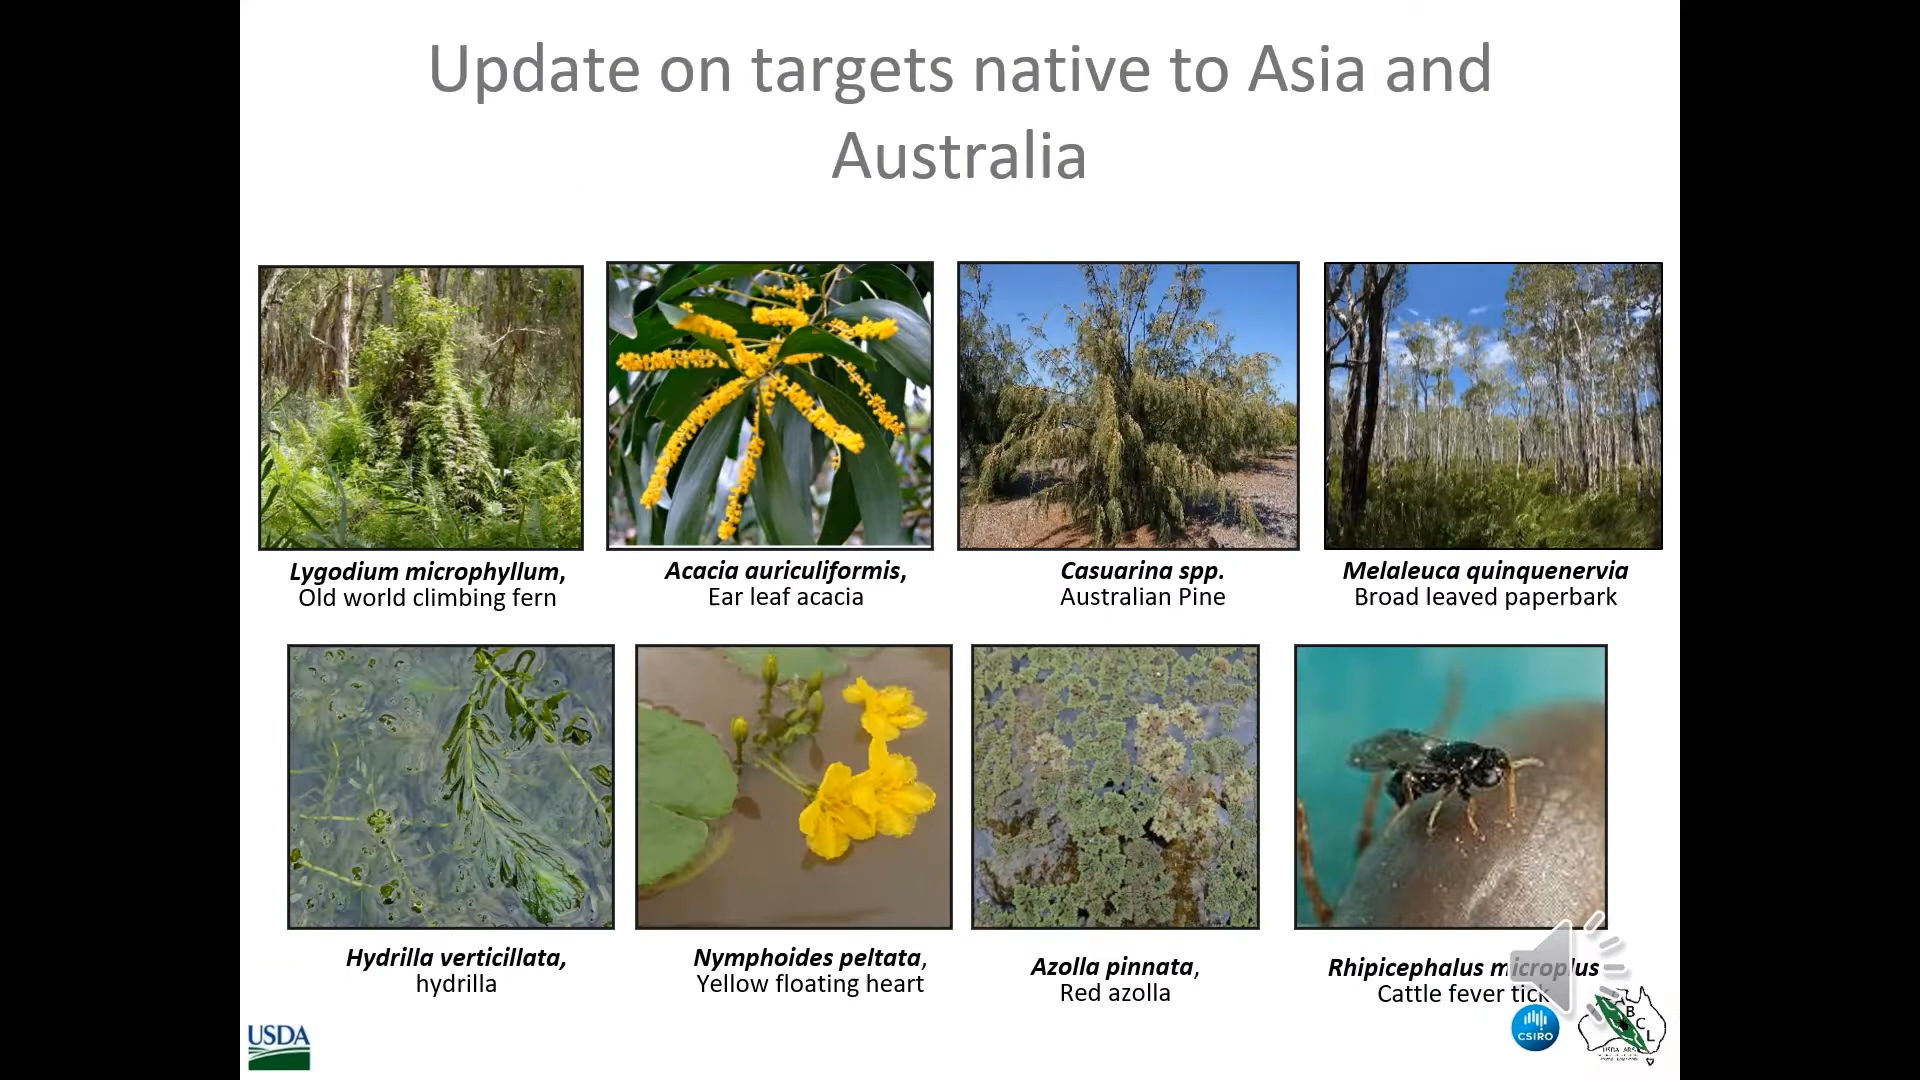 Update on targets native to Asia and
Australia
Lygodium microphyllum,
Old world climbing fern
Acacia auriculiformis,
Ear leaf acacia
Casuarina spp.
Australian Pine
Melaleuca quinquenervia
Broad leaved paperbark
Hydrilla verticillata,
hydrilla
Nymphoides peltata,
Yellow floating heart
Azolla pinnata,
Red azolla
Rhipicephalus microplus
Cattle fever tick
USDA
CSIRO
A B C L
USDA ARS